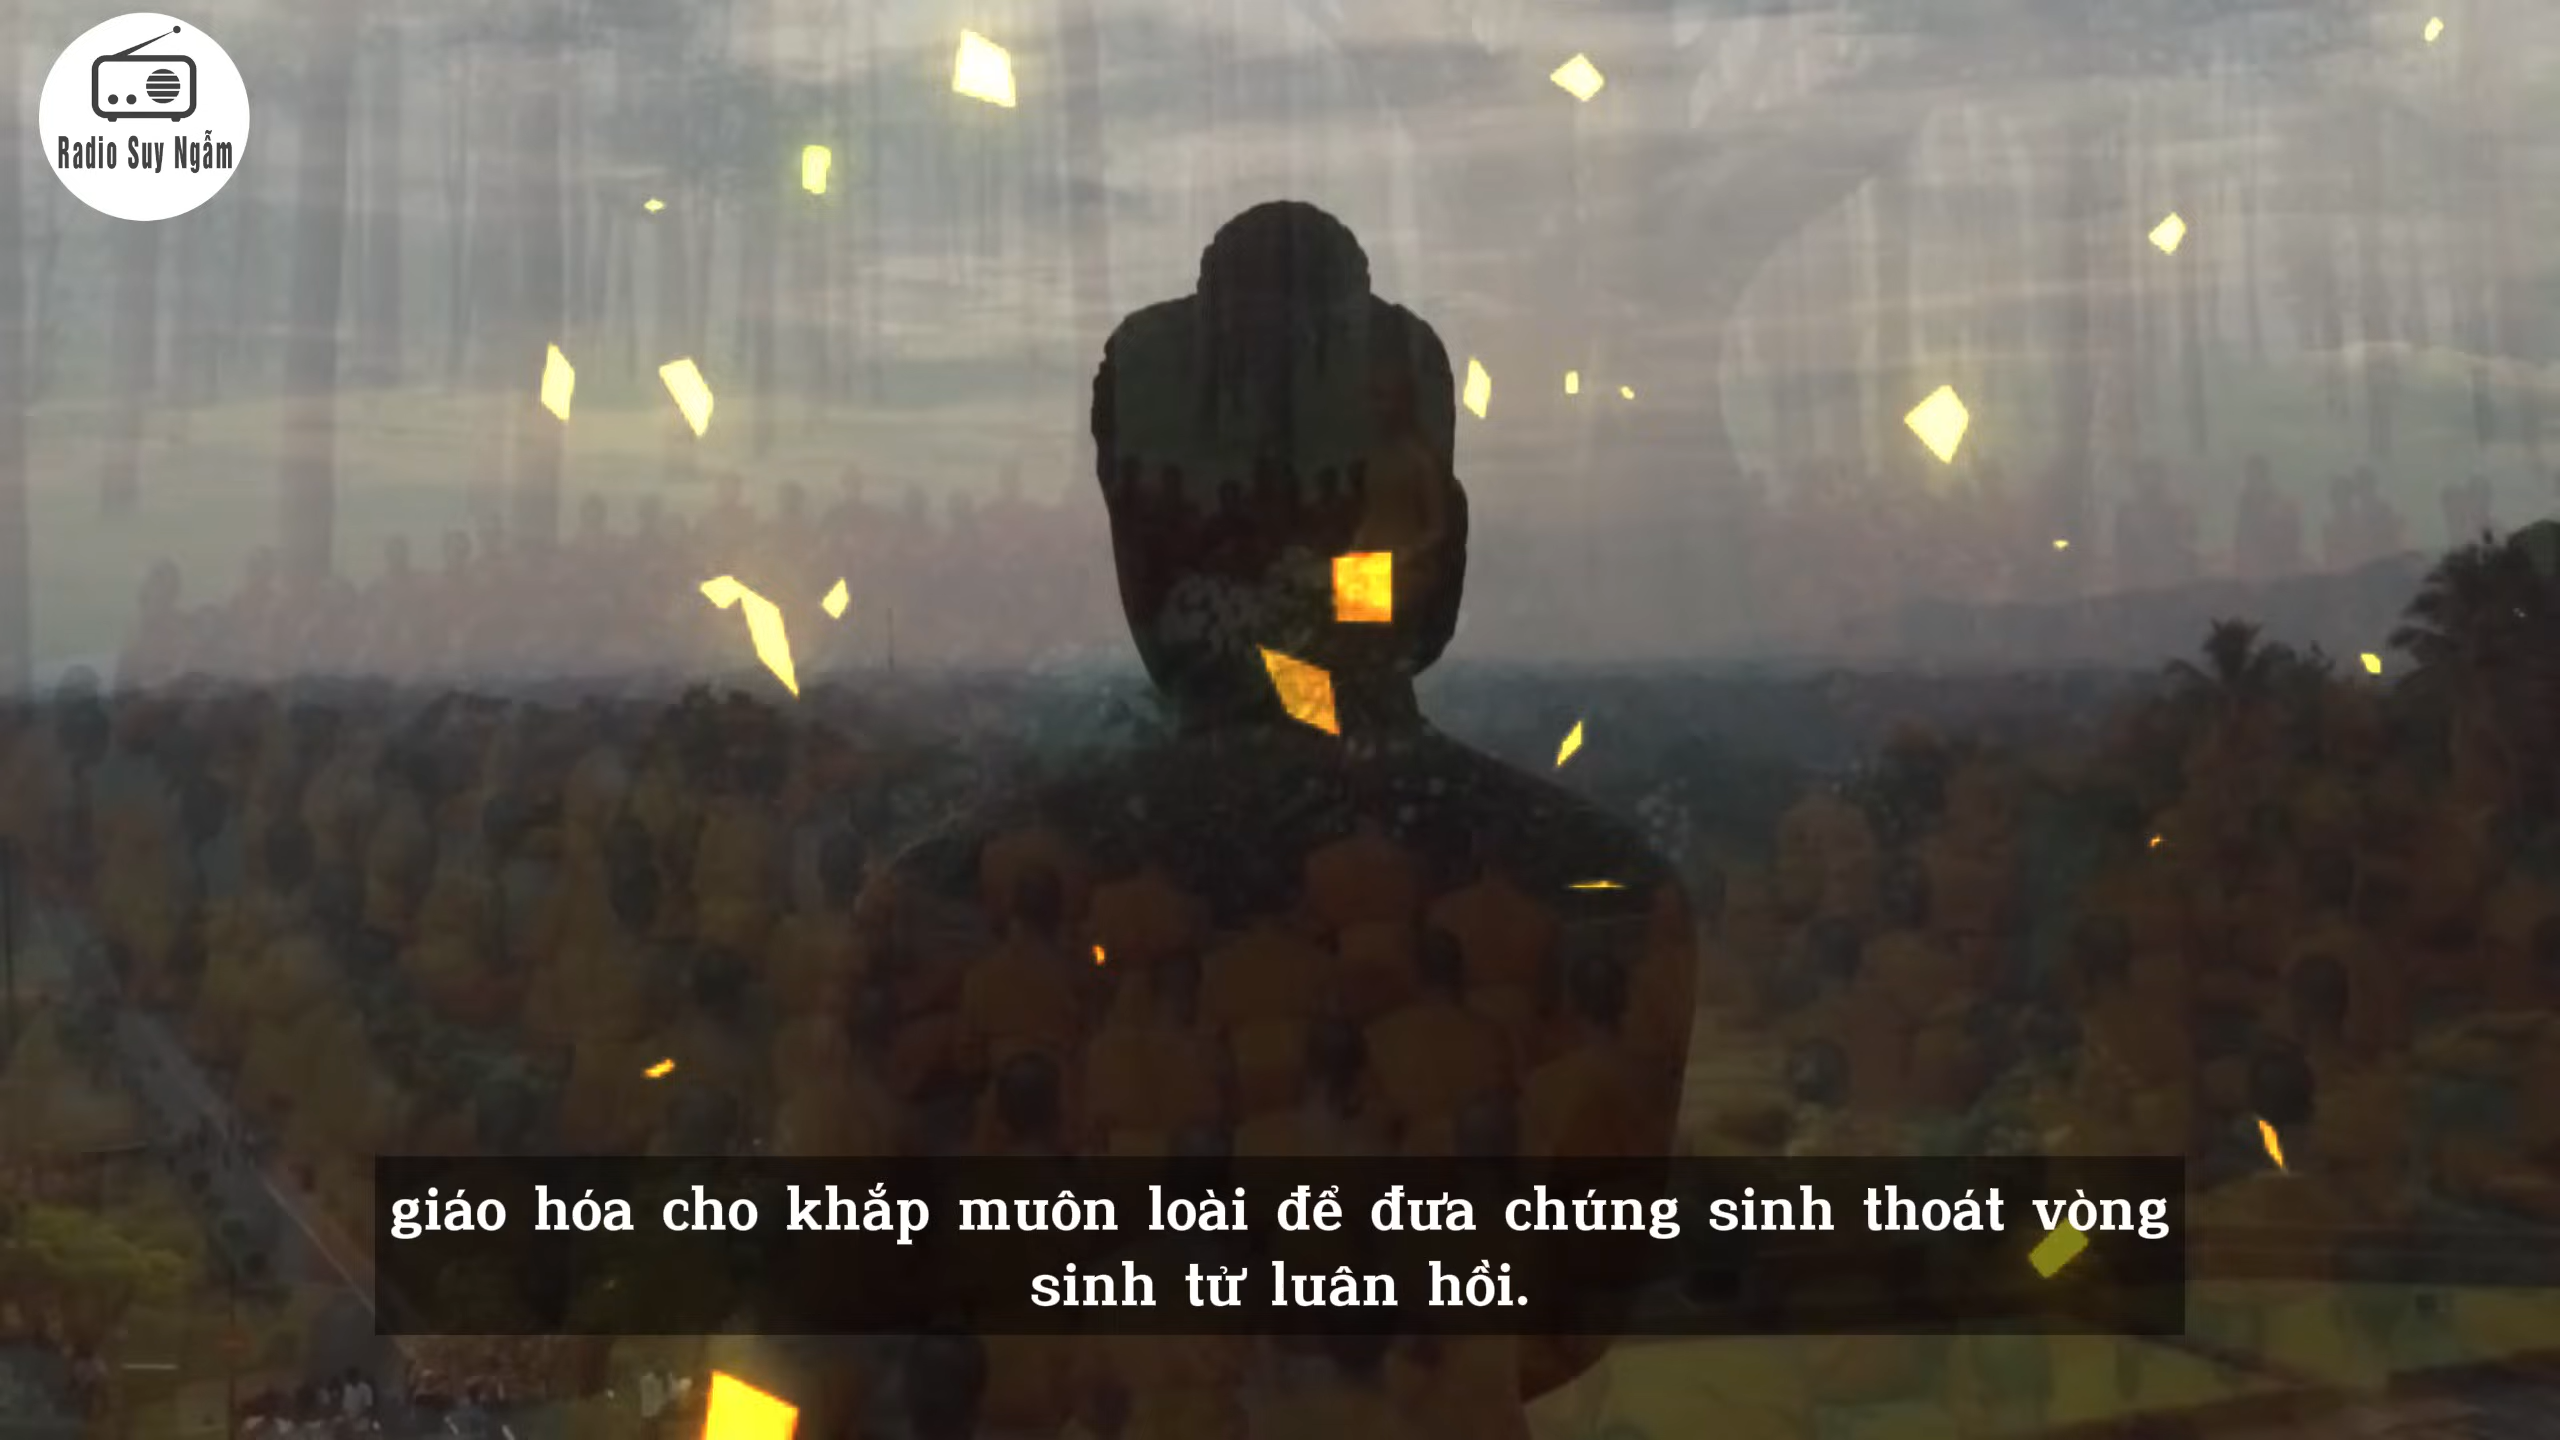 Radio Suy Ngẫm
giáo hóa cho khắp muôn loài để đưa chúng sinh thoát vòng
sinh tử luân hồi.